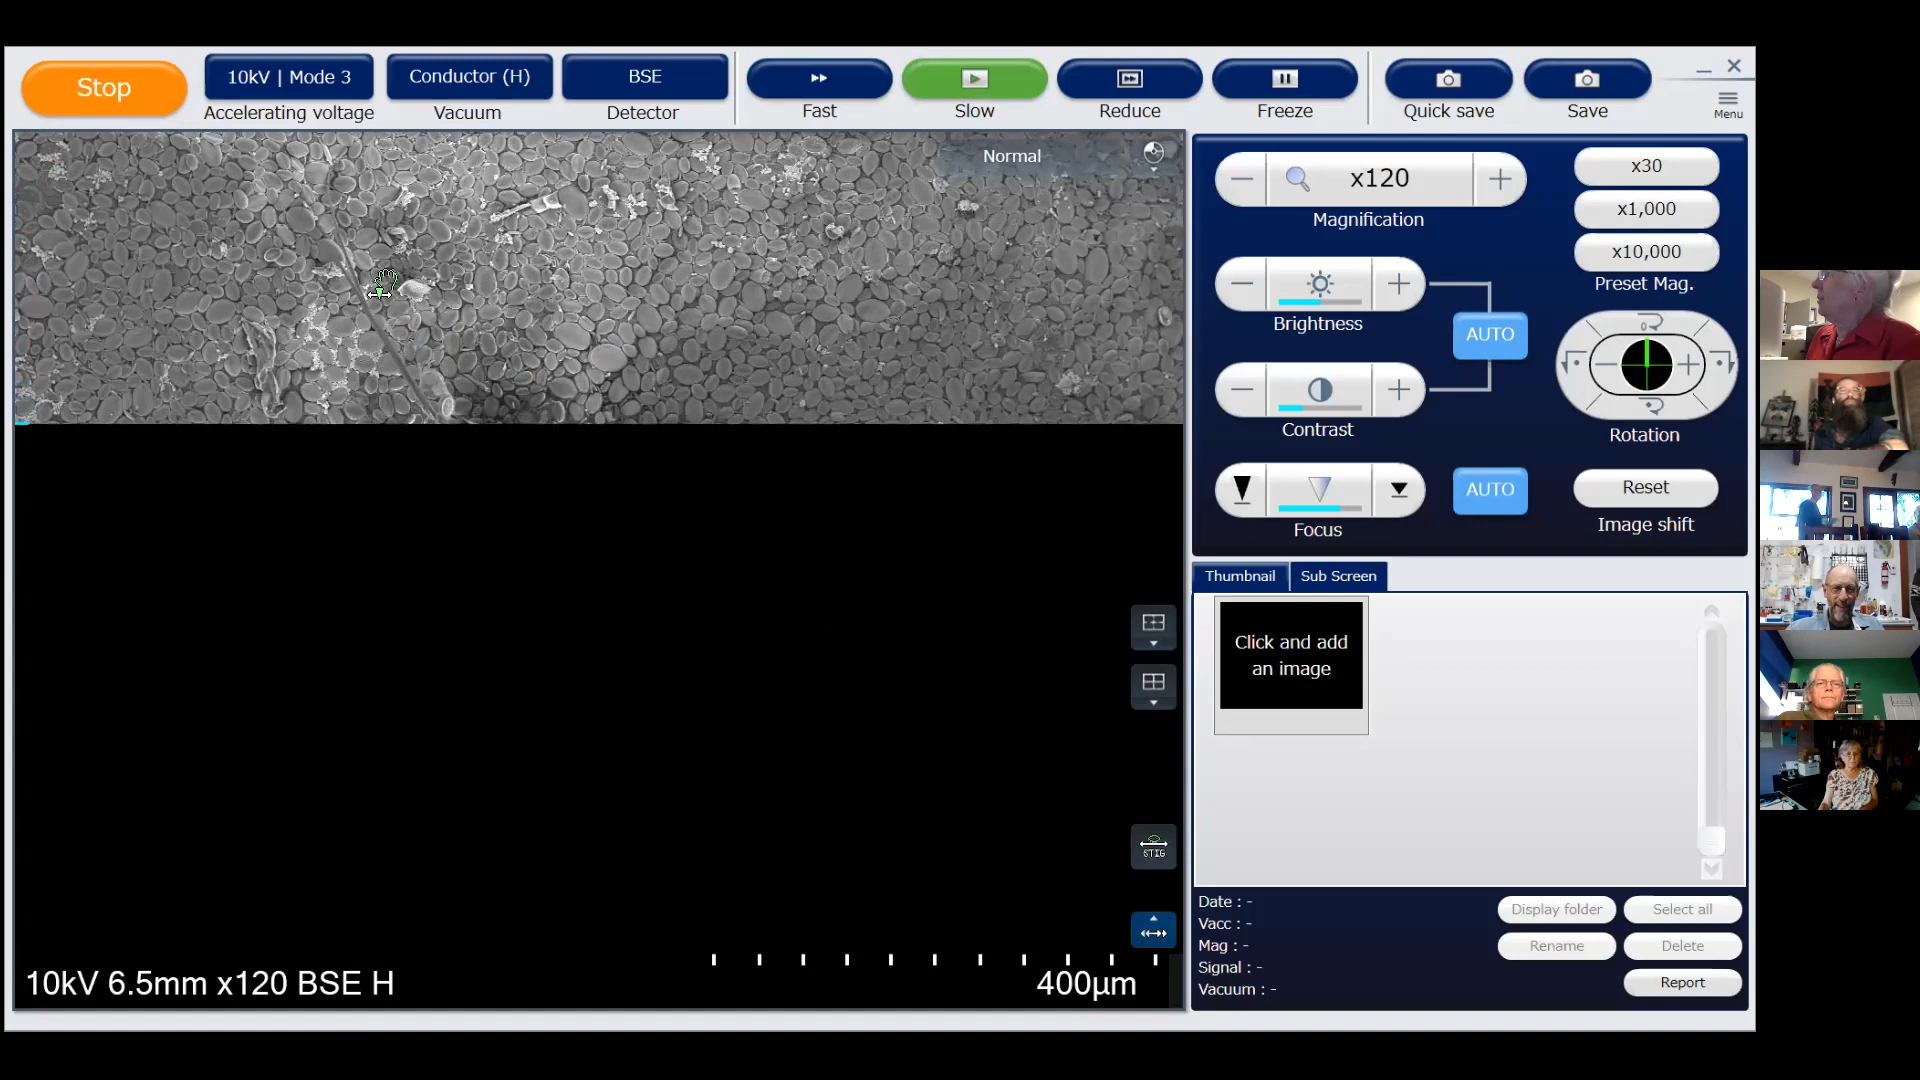 Stop
10kV | Mode 3
Accelerating voltage
Conductor (H)
Vacuum
BSE
Detector
Fast
Slow
Reduce
Freeze
Quick save
Save
Menu
Normal
x120
Magnification
x30
x1,000
x10,000
Preset Mag.
Brightness
AUTO
Contrast
Rotation
Focus
AUTO
Reset
Image shift
Thumbnail
Sub Screen
Click and add
an image
STIG
Date : -
Vacc : -
Mag : -
Signal : -
Vacuum : -
Display folder
Select all
Rename
Delete
Report
10kV 6.5mm x120 BSE H
400µm